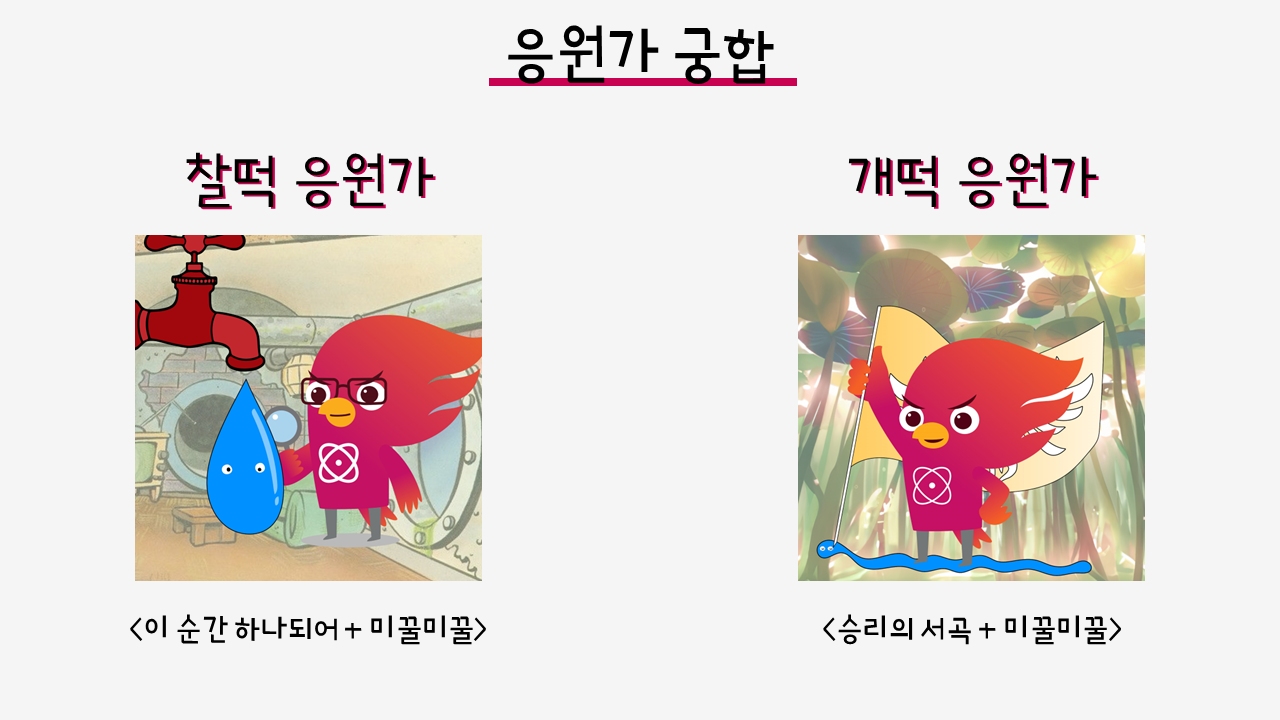 응원가 궁합
찰떡 응원가
개떡 응원가
<이 순간 하나되어 + 미꿀미꿀>
<승리의 서곡 + 미꿀미꿀>